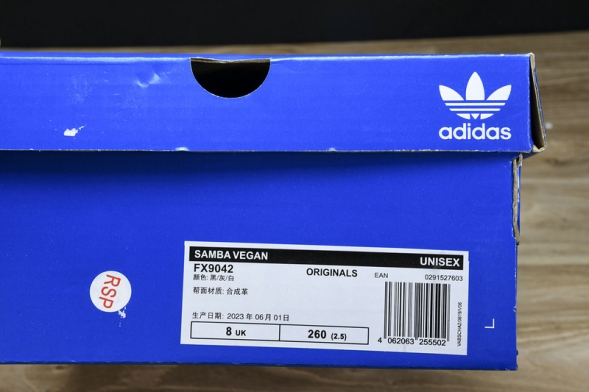 adidas
SAMBA VEGAN UNISEX
FX9042 ORIGINALS EAN 0291527603
颜色: 黑/灰/白
帮面材质: 合成革
生产日期: 2023 年 06 月 01日
8 UK 260 (2.5)
4 062063 255502
RSP